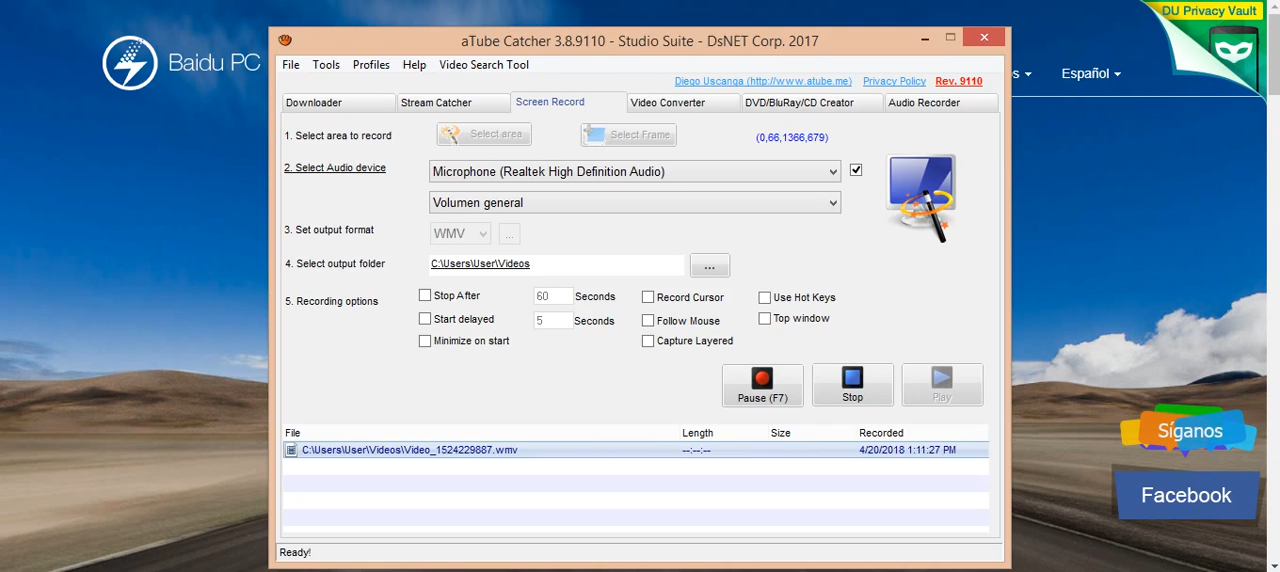 DU Privacy Vault
Baidu PC
s
Español
aTube Catcher 3.8.9110 - Studio Suite - DsNET Corp. 2017
File Tools Profiles Help Video Search Tool
Diego Uscanga (http://www.atube.me) Privacy Policy Rev. 9110
Downloader Stream Catcher Screen Record Video Converter DVD/BluRay/CD Creator Audio Recorder
1. Select area to record Select area Select Frame (0,66,1366,679)
2. Select Audio device Microphone (Realtek High Definition Audio)
Volumen general
3. Set output format WMV ...
4. Select output folder C:\Users\User\Videos ...
5. Recording options
Stop After 60 Seconds Record Cursor Use Hot Keys
Start delayed 5 Seconds Follow Mouse Top window
Minimize on start Capture Layered
Pause (F7) Stop Play
File Length Size Recorded
C:\Users\User\Videos\Video_1524229887.wmv --:--:-- 4/20/2018 1:11:27 PM
Ready!
Síganos
Facebook